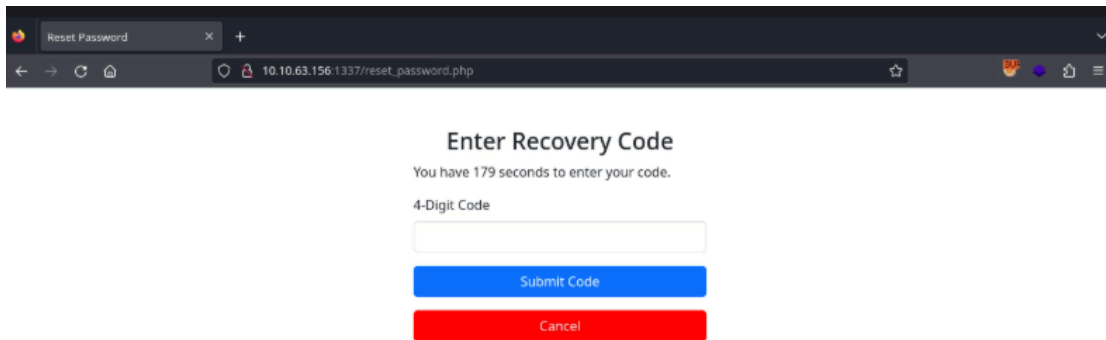 Reset Password
10.10.63.156:1337/reset_password.php
Enter Recovery Code
You have 179 seconds to enter your code.
4-Digit Code
Submit Code
Cancel